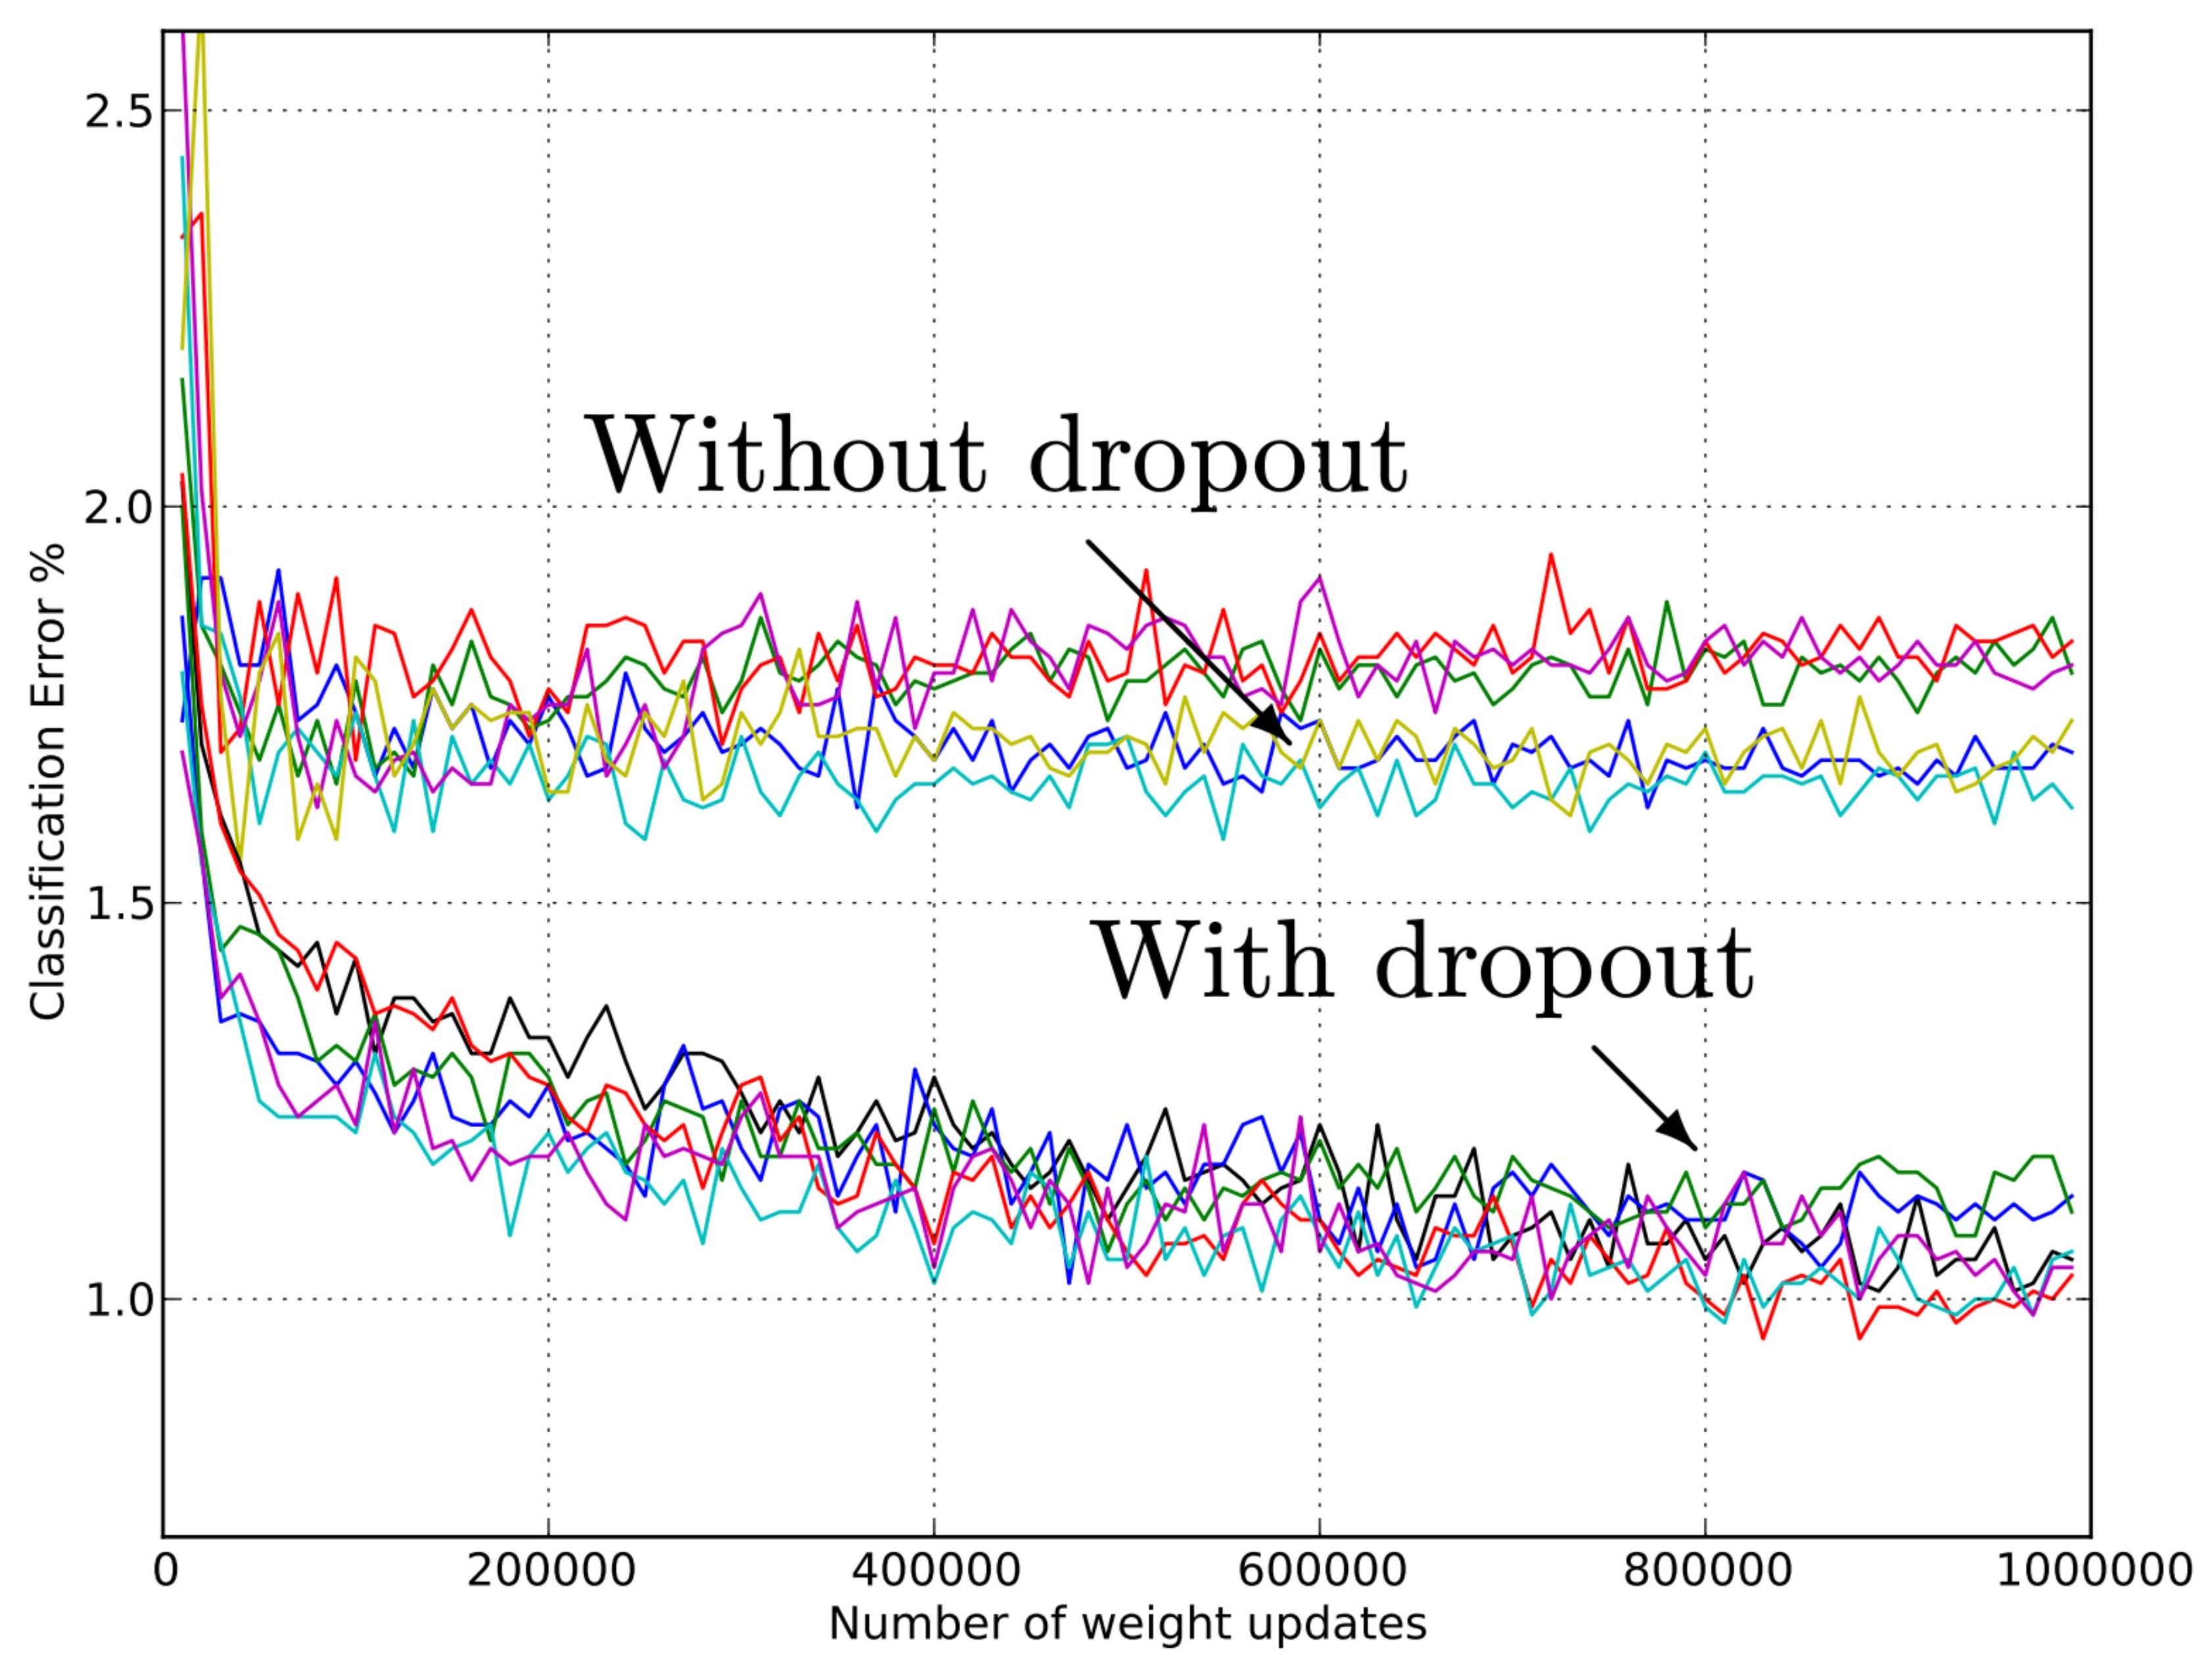 2.5
2.0
1.5
1.0
Classification Error %
Without dropout
With dropout
0 200000 400000 600000 800000 1000000
Number of weight updates